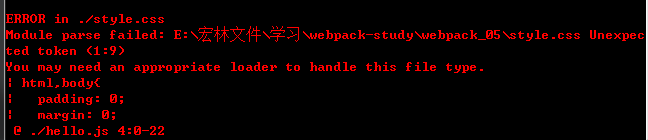 ERROR in ./style.css
Module parse failed: E:\宏林文件\学习\webpack-study\webpack_05\style.css Unexpec
ted token (1:9)
You may need an appropriate loader to handle this file type.
| html,body{
|   padding: 0;
|   margin: 0;
 @ ./hello.js 4:0-22